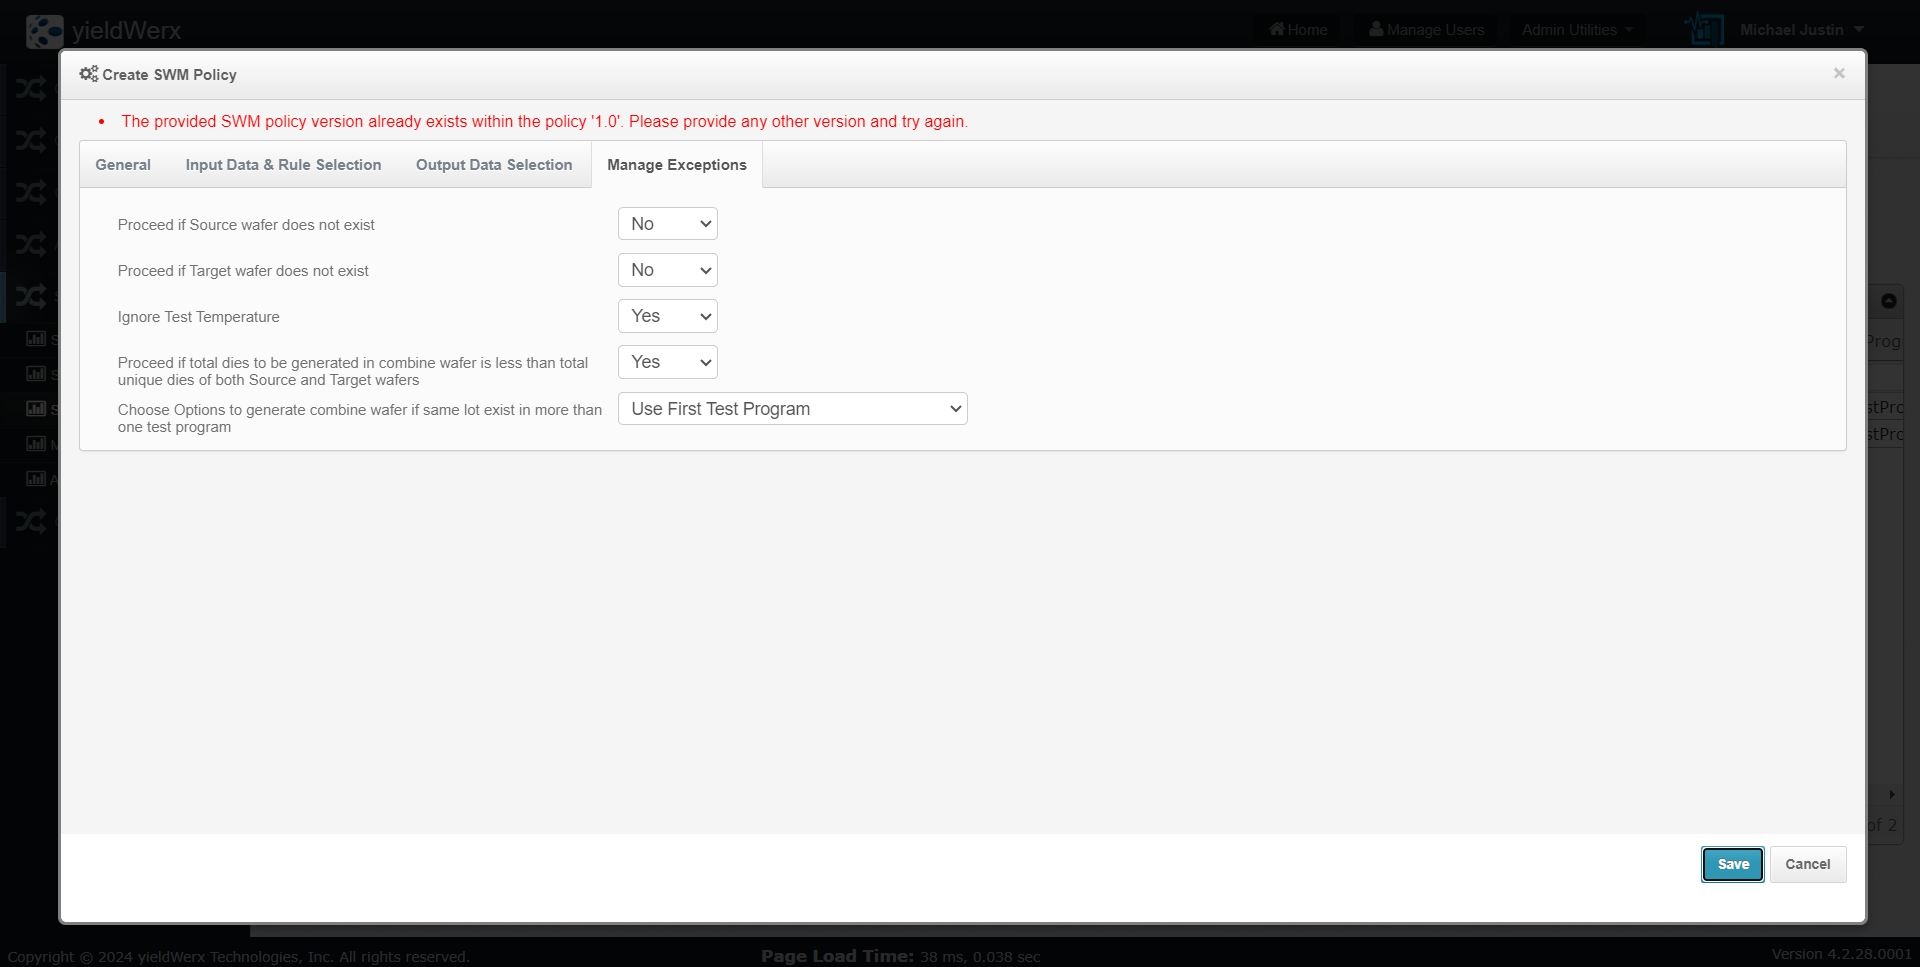 yieldWerx
Home
Manage Users
Admin Utilities
Michael Justin
Create SWM Policy
×
• The provided SWM policy version already exists within the policy '1.0'. Please provide any other version and try again.
General
Input Data & Rule Selection
Output Data Selection
Manage Exceptions
Proceed if Source wafer does not exist
No
Proceed if Target wafer does not exist
No
Ignore Test Temperature
Yes
Proceed if total dies to be generated in combine wafer is less than total
unique dies of both Source and Target wafers
Yes
Choose Options to generate combine wafer if same lot exist in more than
one test program
Use First Test Program
Prog
stPro
stPro
of 2
Save
Cancel
Copyright © 2024 yieldWerx Technologies, Inc. All rights reserved.
Page Load Time: 38 ms, 0.038 sec
Version 4.2.28.0001